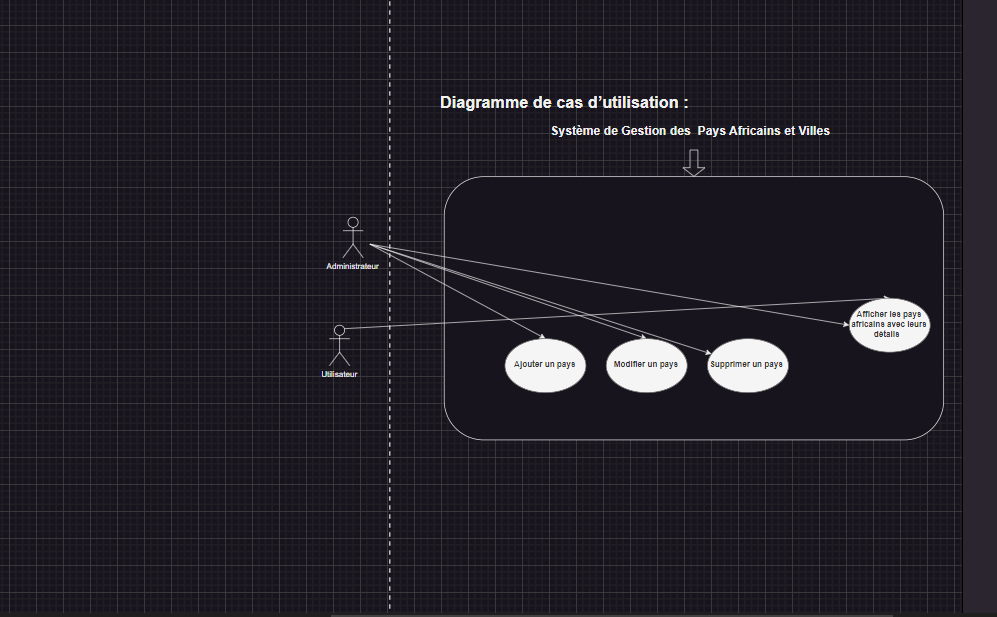 Diagramme de cas d’utilisation :
Système de Gestion des Pays Africains et Villes
Administrateur
Utilisateur
Ajouter un pays
Modifier un pays
Supprimer un pays
Afficher les pays
africains avec leurs
détails